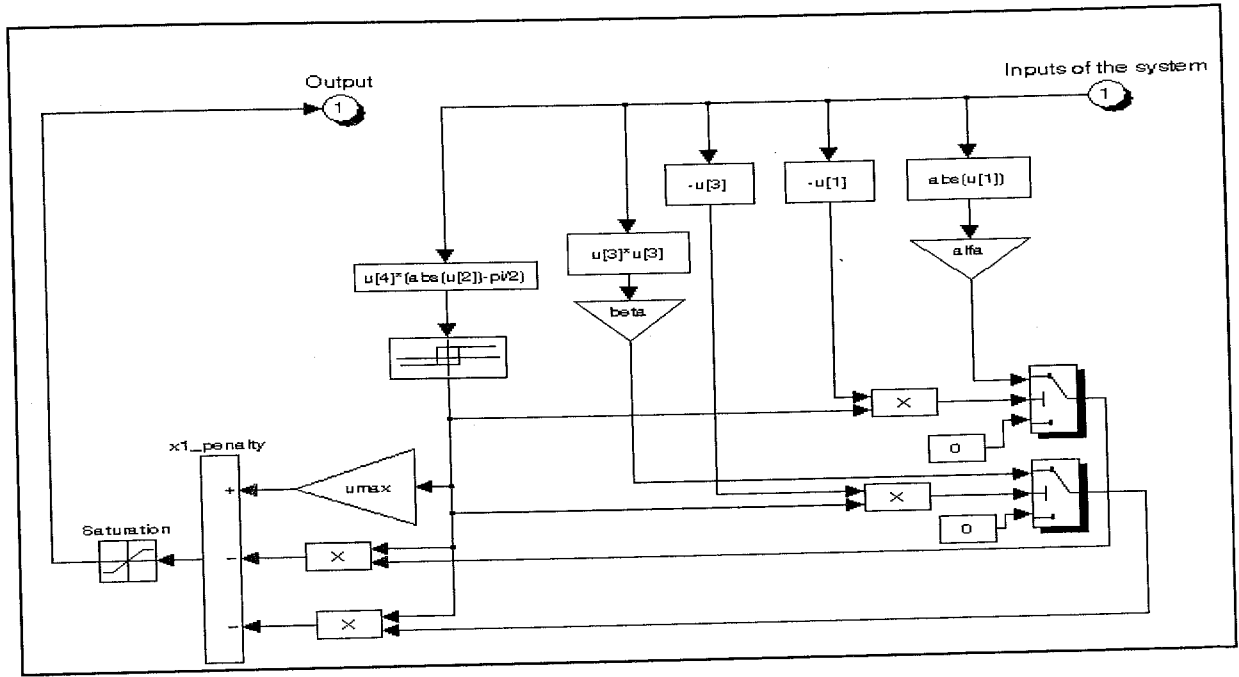 Output
1
Inputs of the system
1
-u[3]
-u[1]
abs(u[1])
u[3]*u[3]
alfa
u[4]*(abs(u[2])-pi/2)
beta
×
0
x1_penalty
+
umax
×
0
Saturation
−
×
−
×